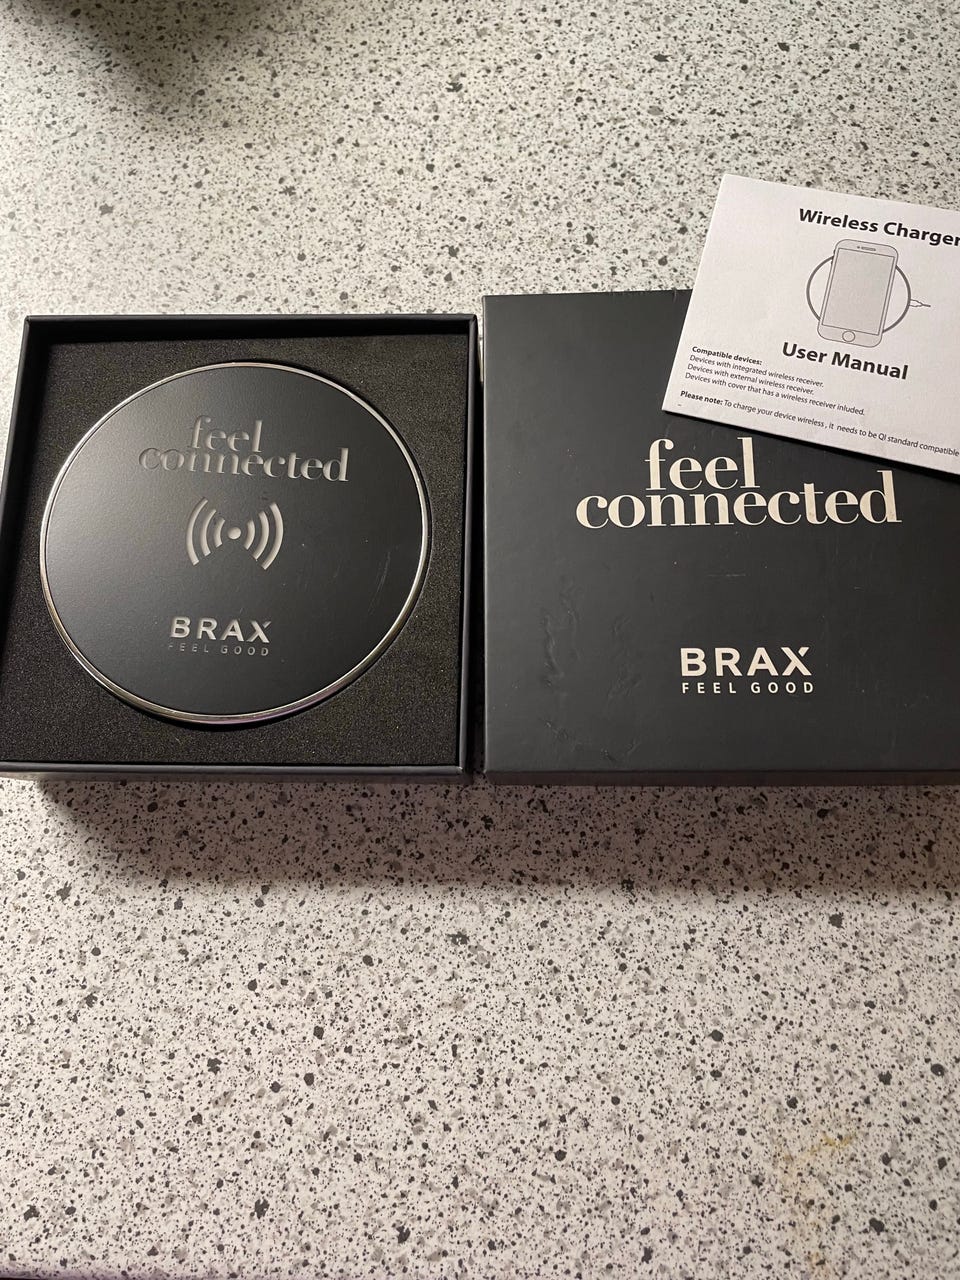 feel
connected
BRAX
FEEL GOOD
feel
connected
BRAX
FEEL GOOD
Wireless Charger
User Manual
Compatible devices:
Devices with integrated wireless receiver.
Devices with external wireless receiver.
Devices with cover that has a wireless receiver inluded.
Please note: To charge your device wireless , it needs to be QI standard compatible